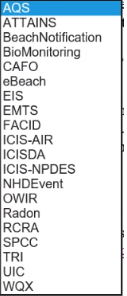 AQS
ATTAINS
BeachNotification
BioMonitoring
CAFO
eBeach
EIS
EMTS
FACID
ICIS-AIR
ICISDA
ICIS-NPDES
NHDEvent
OWIR
Radon
RCRA
SPCC
TRI
UIC
WQX